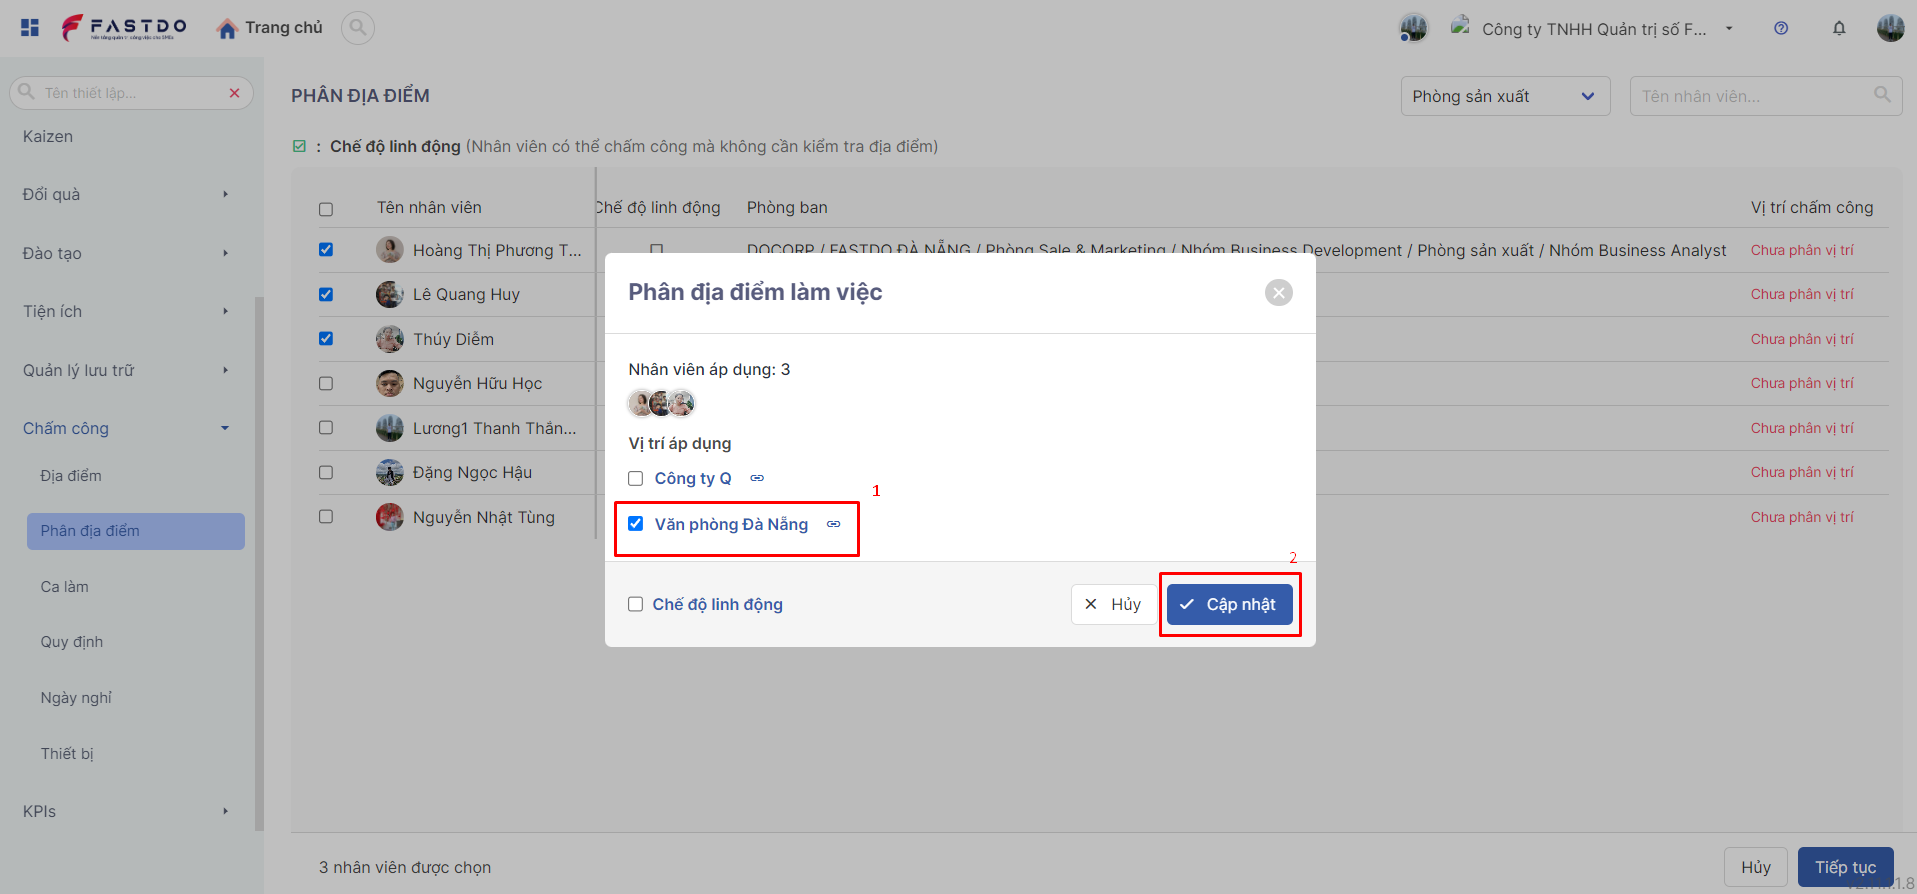 FASTDO
Trang chủ
Công ty TNHH Quản trị số F...
Tên thiết lập...
Kaizen
Đổi quà
Đào tạo
Tiện ích
Quản lý lưu trữ
Chấm công
Địa điểm
Phân địa điểm
Ca làm
Quy định
Ngày nghỉ
Thiết bị
KPIs
PHÂN ĐỊA ĐIỂM
Phòng sản xuất
Tên nhân viên...
: Chế độ linh động (Nhân viên có thể chấm công mà không cần kiểm tra địa điểm)
Tên nhân viên Chế độ linh động Phòng ban Vị trí chấm công
Hoàng Thị Phương T... DOCORP / FASTDO ĐÀ NẴNG / Phòng Sale & Marketing / Nhóm Business Development / Phòng sản xuất / Nhóm Business Analyst Chưa phân vị trí
Lê Quang Huy Chưa phân vị trí
Thúy Diễm Chưa phân vị trí
Nguyễn Hữu Học Chưa phân vị trí
Lương1 Thanh Thắn... Chưa phân vị trí
Đặng Ngọc Hậu Chưa phân vị trí
Nguyễn Nhật Tùng Chưa phân vị trí
Phân địa điểm làm việc
Nhân viên áp dụng: 3
Vị trí áp dụng
Công ty Q
1
Văn phòng Đà Nẵng
2
Chế độ linh động
Hủy
Cập nhật
3 nhân viên được chọn
Hủy
Tiếp tục